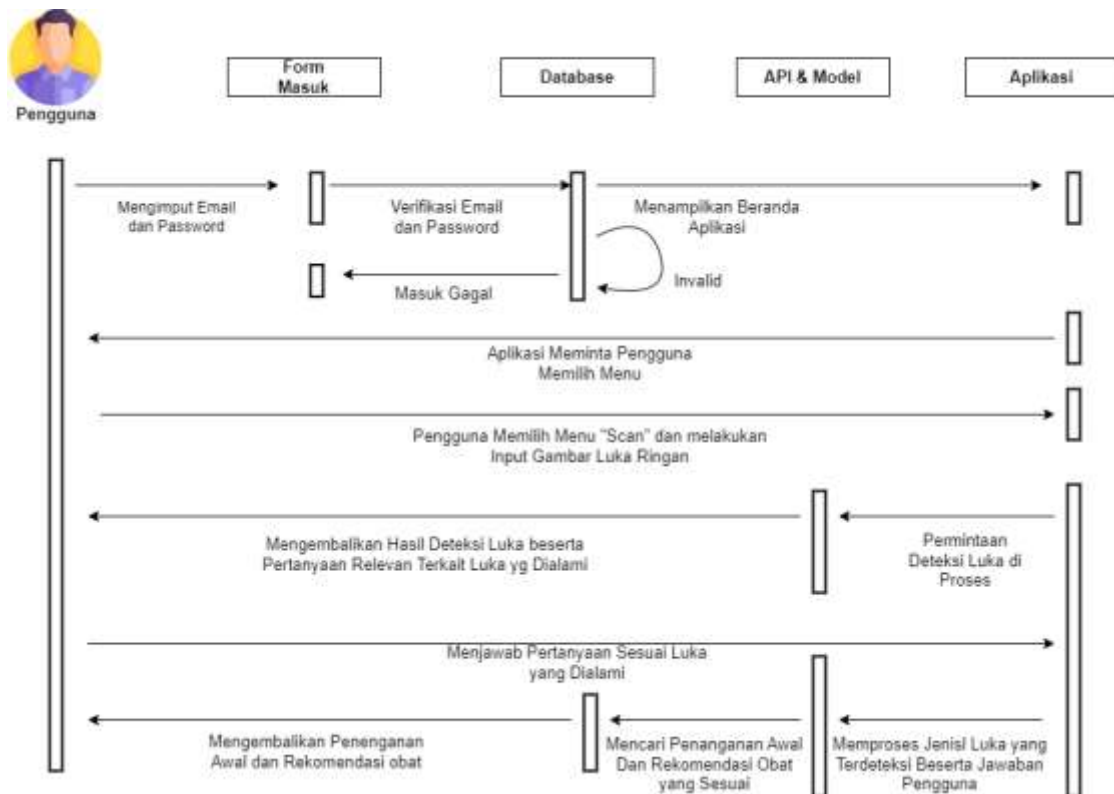 Pengguna
Form
Masuk
Database
API & Model
Aplikasi
Mengimput Email
dan Password
Verifikasi Email
dan Password
Menampilkan Beranda
Aplikasi
Invalid
Masuk Gagal
Aplikasi Meminta Pengguna
Memilih Menu
Pengguna Memilih Menu "Scan" dan melakukan
Input Gambar Luka Ringan
Mengembalikan Hasil Deteksi Luka beserta
Pertanyaan Relevan Terkait Luka yg Dialami
Permintaan
Deteksi Luka di
Proses
Menjawab Pertanyaan Sesuai Luka
yang Dialami
Mengembalikan Penenganan
Awal dan Rekomendasi obat
Mencari Penanganan Awal
Dan Rekomendasi Obat
yang Sesuai
Memproses Jenisl Luka yang
Terdeteksi Beserta Jawaban
Pengguna